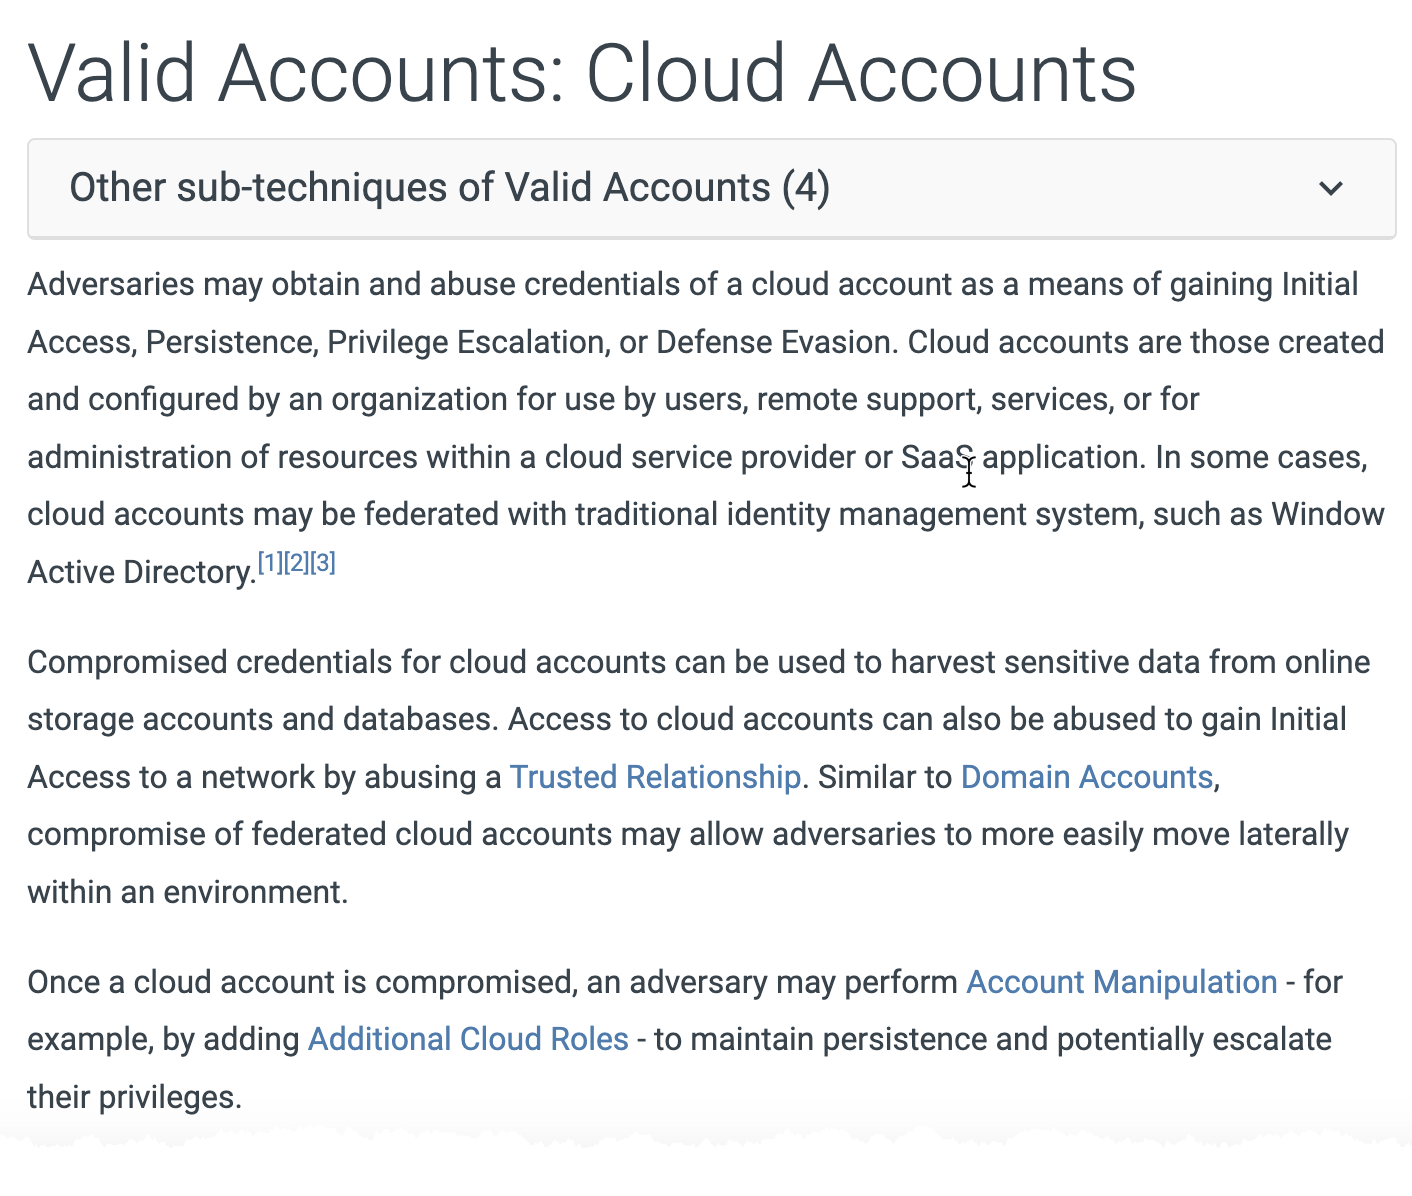 Valid Accounts: Cloud Accounts
Other sub-techniques of Valid Accounts (4)
Adversaries may obtain and abuse credentials of a cloud account as a means of gaining Initial
Access, Persistence, Privilege Escalation, or Defense Evasion. Cloud accounts are those created
and configured by an organization for use by users, remote support, services, or for
administration of resources within a cloud service provider or SaaS application. In some cases,
cloud accounts may be federated with traditional identity management system, such as Window
Active Directory.[1][2][3]
Compromised credentials for cloud accounts can be used to harvest sensitive data from online
storage accounts and databases. Access to cloud accounts can also be abused to gain Initial
Access to a network by abusing a Trusted Relationship. Similar to Domain Accounts,
compromise of federated cloud accounts may allow adversaries to more easily move laterally
within an environment.
Once a cloud account is compromised, an adversary may perform Account Manipulation - for
example, by adding Additional Cloud Roles - to maintain persistence and potentially escalate
their privileges.